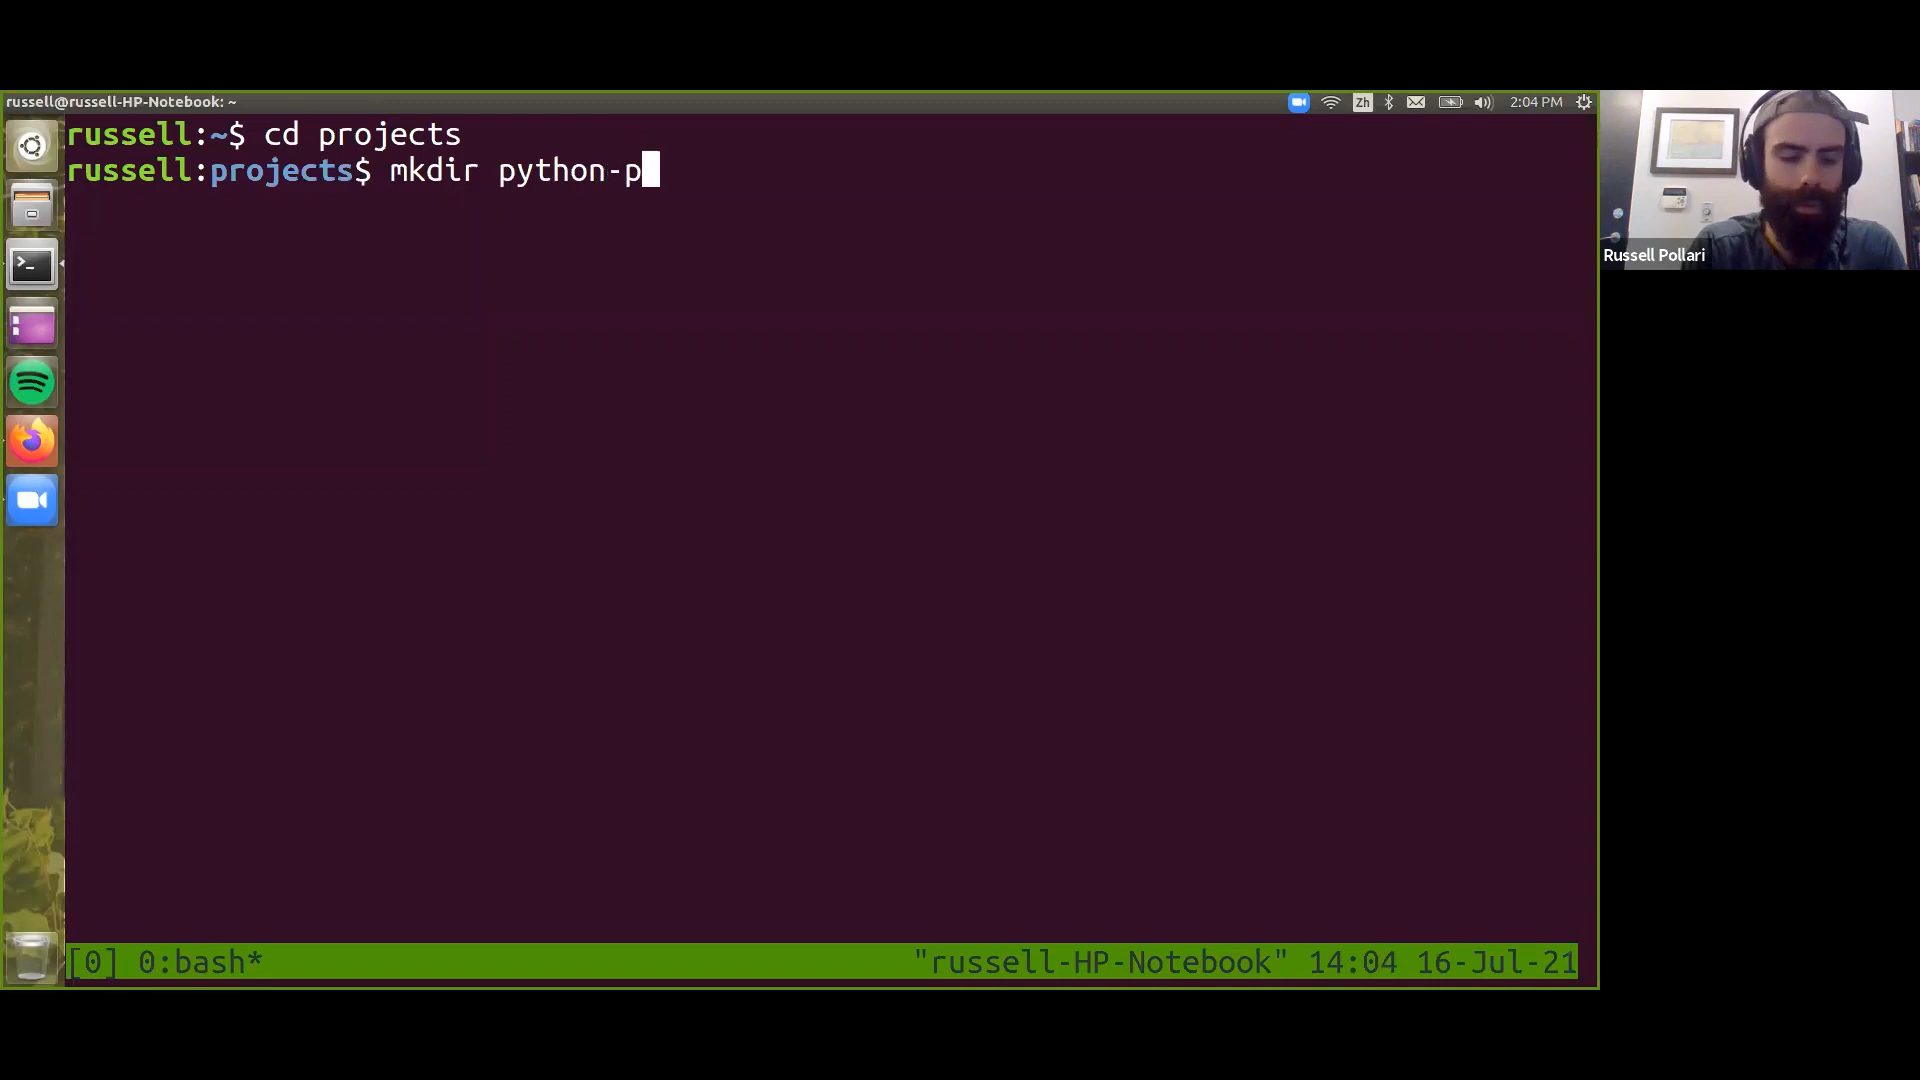 russell@russell-HP-Notebook: ~
Zh
2:04 PM
russell:~$ cd projects
russell:projects$ mkdir python-p
Russell Pollari
[0] 0:bash*
"russell-HP-Notebook" 14:04 16-Jul-21